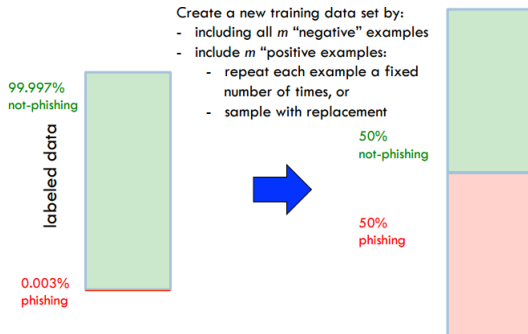 Create a new training data set by:
- including all m “negative” examples
- include m “positive examples:
- repeat each example a fixed
number of times, or
- sample with replacement
99.997%
not-phishing
labeled data
0.003%
phishing
50%
not-phishing
50%
phishing